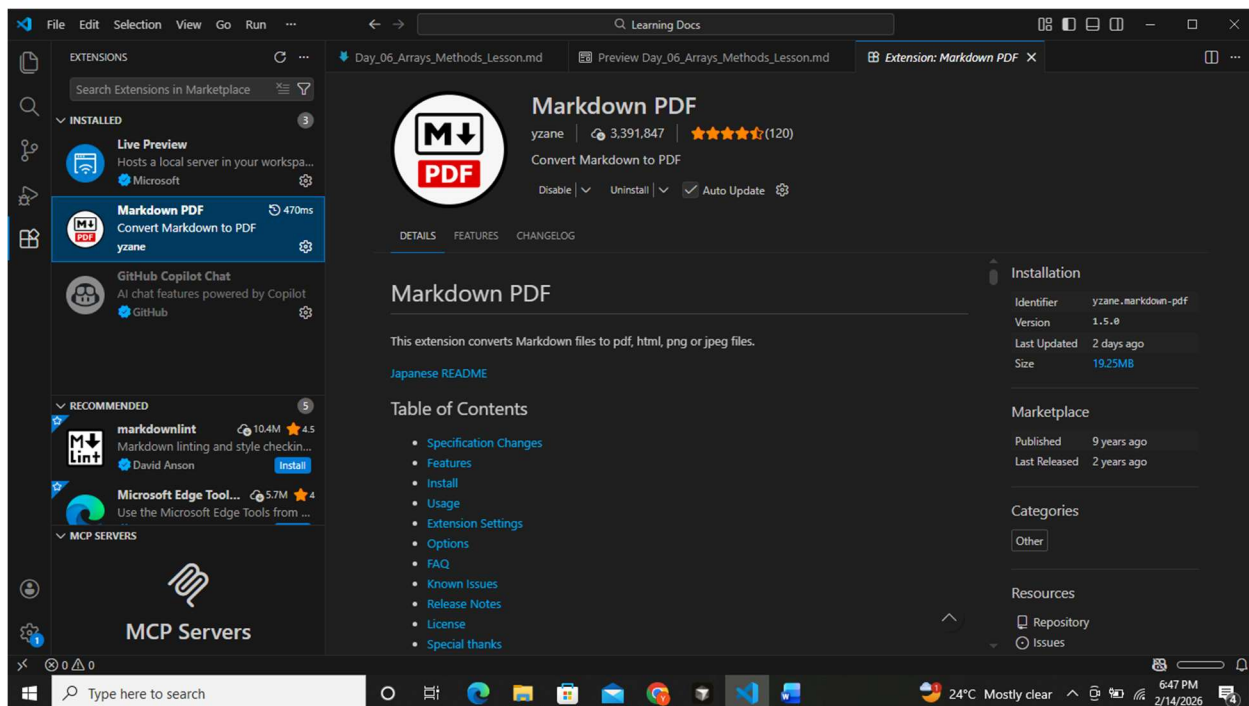 File Edit Selection View Go Run ···
Learning Docs
EXTENSIONS
Search Extensions in Marketplace
INSTALLED 3
Live Preview
Hosts a local server in your workspa...
Microsoft
Markdown PDF 470ms
Convert Markdown to PDF
yzane
GitHub Copilot Chat
AI chat features powered by Copilot
GitHub
RECOMMENDED 5
markdownlint 10.4M 4.5
Markdown linting and style checkin...
David Anson Install
Microsoft Edge Tool... 5.7M 4
Use the Microsoft Edge Tools from ...
MCP SERVERS
MCP Servers
Day_06_Arrays_Methods_Lesson.md Preview Day_06_Arrays_Methods_Lesson.md Extension: Markdown PDF
M PDF
Markdown PDF
yzane 3,391,847 (120)
Convert Markdown to PDF
Disable Uninstall Auto Update
DETAILS FEATURES CHANGELOG
Markdown PDF
This extension converts Markdown files to pdf, html, png or jpeg files.
Japanese README
Table of Contents
Specification Changes
Features
Install
Usage
Extension Settings
Options
FAQ
Known Issues
Release Notes
License
Special thanks
Installation
Identifier yzane.markdown-pdf
Version 1.5.0
Last Updated 2 days ago
Size 19.25MB
Marketplace
Published 9 years ago
Last Released 2 years ago
Categories
Other
Resources
Repository
Issues
1
0 0
Type here to search
24°C Mostly clear
6:47 PM
2/14/2026
4